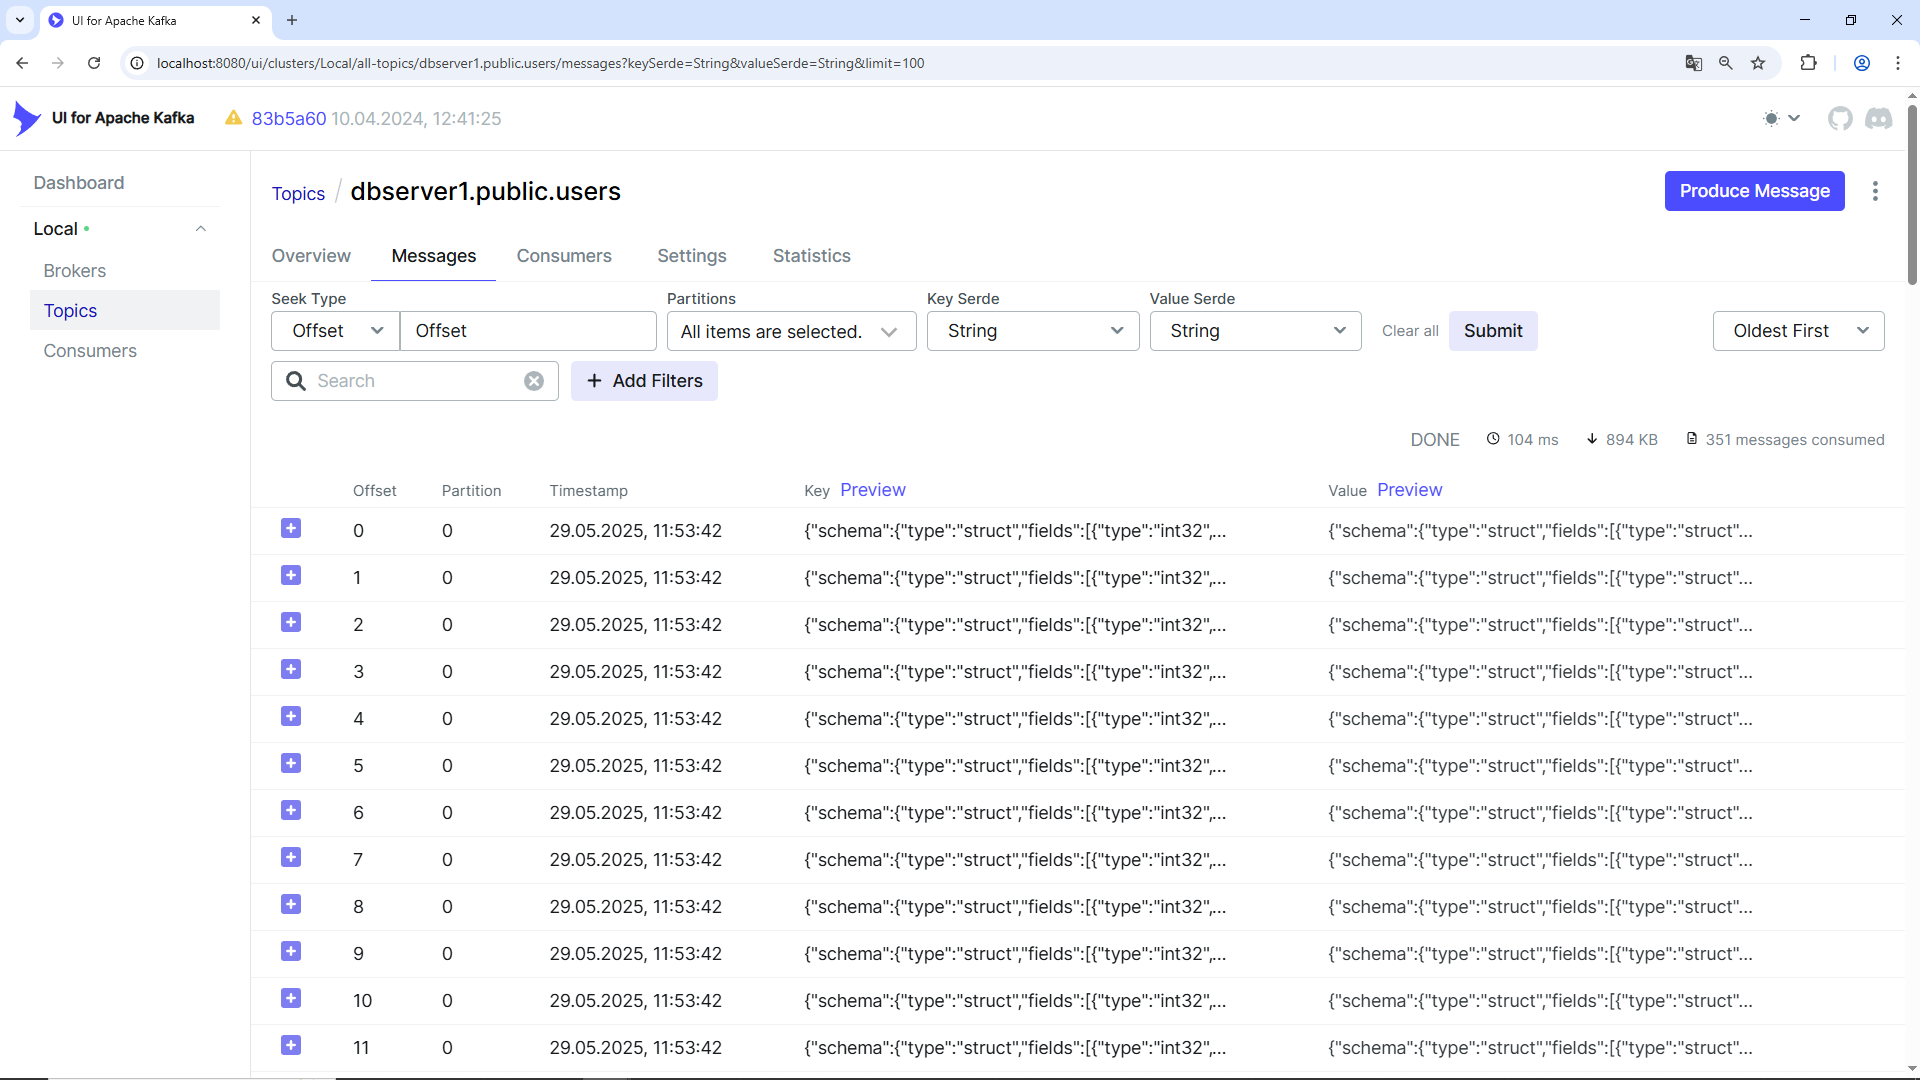 UI for Apache Kafka
localhost:8080/ui/clusters/Local/all-topics/dbserver1.public.users/messages?keySerde=String&valueSerde=String&limit=100
UI for Apache Kafka 83b5a60 10.04.2024, 12:41:25
Dashboard
Local
Brokers
Topics
Consumers
Topics / dbserver1.public.users
Produce Message
Overview Messages Consumers Settings Statistics
Seek Type Partitions Key Serde Value Serde
Offset Offset All items are selected. String String Clear all Submit Oldest First
Search + Add Filters
DONE 104 ms 894 KB 351 messages consumed
Offset Partition Timestamp Key Preview Value Preview
0 0 29.05.2025, 11:53:42 {"schema":{"type":"struct","fields":[{"type":"int32",... {"schema":{"type":"struct","fields":[{"type":"struct"...
1 0 29.05.2025, 11:53:42 {"schema":{"type":"struct","fields":[{"type":"int32",... {"schema":{"type":"struct","fields":[{"type":"struct"...
2 0 29.05.2025, 11:53:42 {"schema":{"type":"struct","fields":[{"type":"int32",... {"schema":{"type":"struct","fields":[{"type":"struct"...
3 0 29.05.2025, 11:53:42 {"schema":{"type":"struct","fields":[{"type":"int32",... {"schema":{"type":"struct","fields":[{"type":"struct"...
4 0 29.05.2025, 11:53:42 {"schema":{"type":"struct","fields":[{"type":"int32",... {"schema":{"type":"struct","fields":[{"type":"struct"...
5 0 29.05.2025, 11:53:42 {"schema":{"type":"struct","fields":[{"type":"int32",... {"schema":{"type":"struct","fields":[{"type":"struct"...
6 0 29.05.2025, 11:53:42 {"schema":{"type":"struct","fields":[{"type":"int32",... {"schema":{"type":"struct","fields":[{"type":"struct"...
7 0 29.05.2025, 11:53:42 {"schema":{"type":"struct","fields":[{"type":"int32",... {"schema":{"type":"struct","fields":[{"type":"struct"...
8 0 29.05.2025, 11:53:42 {"schema":{"type":"struct","fields":[{"type":"int32",... {"schema":{"type":"struct","fields":[{"type":"struct"...
9 0 29.05.2025, 11:53:42 {"schema":{"type":"struct","fields":[{"type":"int32",... {"schema":{"type":"struct","fields":[{"type":"struct"...
10 0 29.05.2025, 11:53:42 {"schema":{"type":"struct","fields":[{"type":"int32",... {"schema":{"type":"struct","fields":[{"type":"struct"...
11 0 29.05.2025, 11:53:42 {"schema":{"type":"struct","fields":[{"type":"int32",... {"schema":{"type":"struct","fields":[{"type":"struct"...